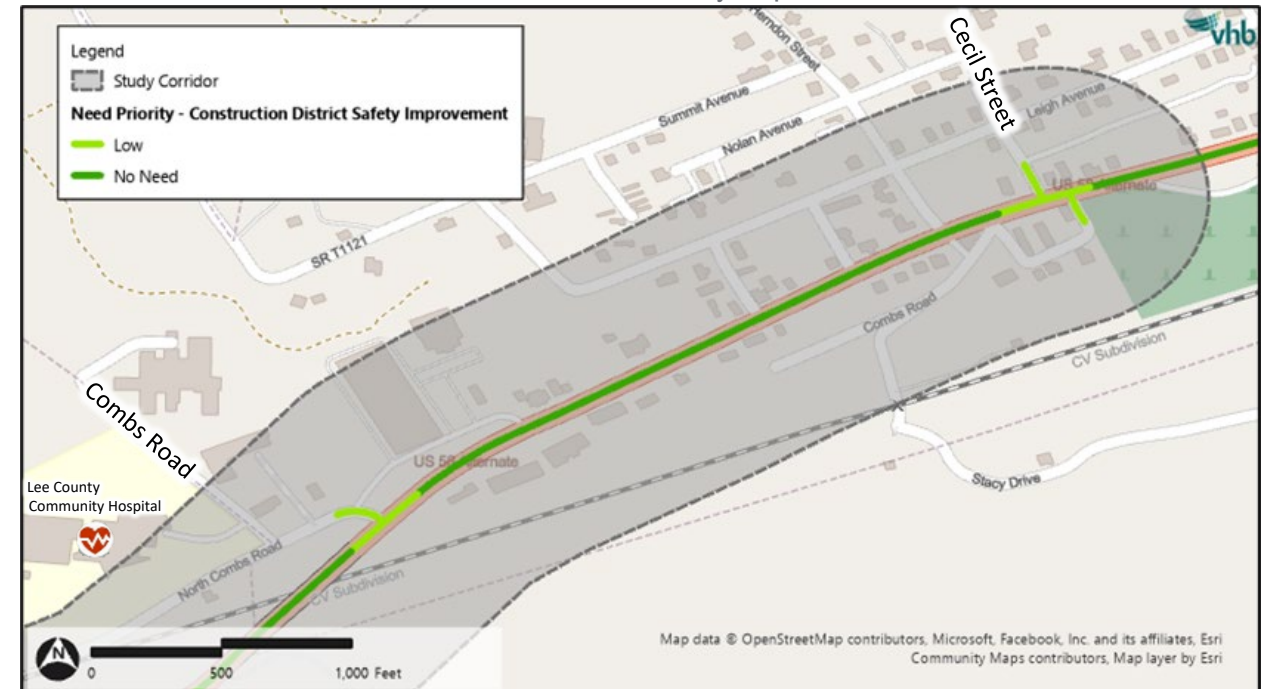 Legend
Study Corridor
Need Priority - Construction District Safety Improvement
Low
No Need
vhb
Herndon Street
Cecil Street
Summit Avenue
Leigh Avenue
Nolan Avenue
US 58 Alternate
SR T1121
Combs Road
CV Subdivision
Combs Road
US 58 Alternate
Stacy Drive
Lee County
Community Hospital
North Combs Road
CV Subdivision
N
0 500 1,000 Feet
Map data © OpenStreetMap contributors, Microsoft, Facebook, Inc. and its affiliates, Esri
Community Maps contributors, Map layer by Esri